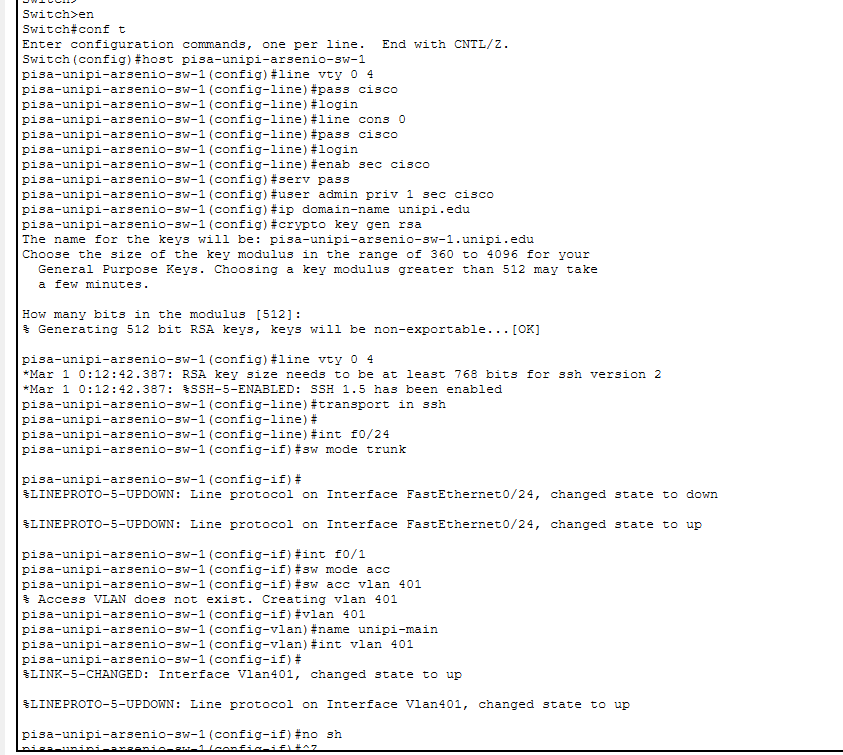 Switch>
Switch>en
Switch#conf t
Enter configuration commands, one per line.  End with CNTL/Z.
Switch(config)#host pisa-unipi-arsenio-sw-1
pisa-unipi-arsenio-sw-1(config)#line vty 0 4
pisa-unipi-arsenio-sw-1(config-line)#pass cisco
pisa-unipi-arsenio-sw-1(config-line)#login
pisa-unipi-arsenio-sw-1(config-line)#line cons 0
pisa-unipi-arsenio-sw-1(config-line)#pass cisco
pisa-unipi-arsenio-sw-1(config-line)#login
pisa-unipi-arsenio-sw-1(config-line)#enab sec cisco
pisa-unipi-arsenio-sw-1(config)#serv pass
pisa-unipi-arsenio-sw-1(config)#user admin priv 1 sec cisco
pisa-unipi-arsenio-sw-1(config)#ip domain-name unipi.edu
pisa-unipi-arsenio-sw-1(config)#crypto key gen rsa
The name for the keys will be: pisa-unipi-arsenio-sw-1.unipi.edu
Choose the size of the key modulus in the range of 360 to 4096 for your
  General Purpose Keys. Choosing a key modulus greater than 512 may take
  a few minutes.

How many bits in the modulus [512]:
% Generating 512 bit RSA keys, keys will be non-exportable...[OK]

pisa-unipi-arsenio-sw-1(config)#line vty 0 4
*Mar 1 0:12:42.387: RSA key size needs to be at least 768 bits for ssh version 2
*Mar 1 0:12:42.387: %SSH-5-ENABLED: SSH 1.5 has been enabled
pisa-unipi-arsenio-sw-1(config-line)#transport in ssh
pisa-unipi-arsenio-sw-1(config-line)#
pisa-unipi-arsenio-sw-1(config-line)#int f0/24
pisa-unipi-arsenio-sw-1(config-if)#sw mode trunk

pisa-unipi-arsenio-sw-1(config-if)#
%LINEPROTO-5-UPDOWN: Line protocol on Interface FastEthernet0/24, changed state to down

%LINEPROTO-5-UPDOWN: Line protocol on Interface FastEthernet0/24, changed state to up

pisa-unipi-arsenio-sw-1(config-if)#int f0/1
pisa-unipi-arsenio-sw-1(config-if)#sw mode acc
pisa-unipi-arsenio-sw-1(config-if)#sw acc vlan 401
% Access VLAN does not exist. Creating vlan 401
pisa-unipi-arsenio-sw-1(config-if)#vlan 401
pisa-unipi-arsenio-sw-1(config-vlan)#name unipi-main
pisa-unipi-arsenio-sw-1(config-vlan)#int vlan 401
pisa-unipi-arsenio-sw-1(config-if)#
%LINK-5-CHANGED: Interface Vlan401, changed state to up

%LINEPROTO-5-UPDOWN: Line protocol on Interface Vlan401, changed state to up

pisa-unipi-arsenio-sw-1(config-if)#no sh
pisa-unipi-arsenio-sw-1(config-if)#^Z